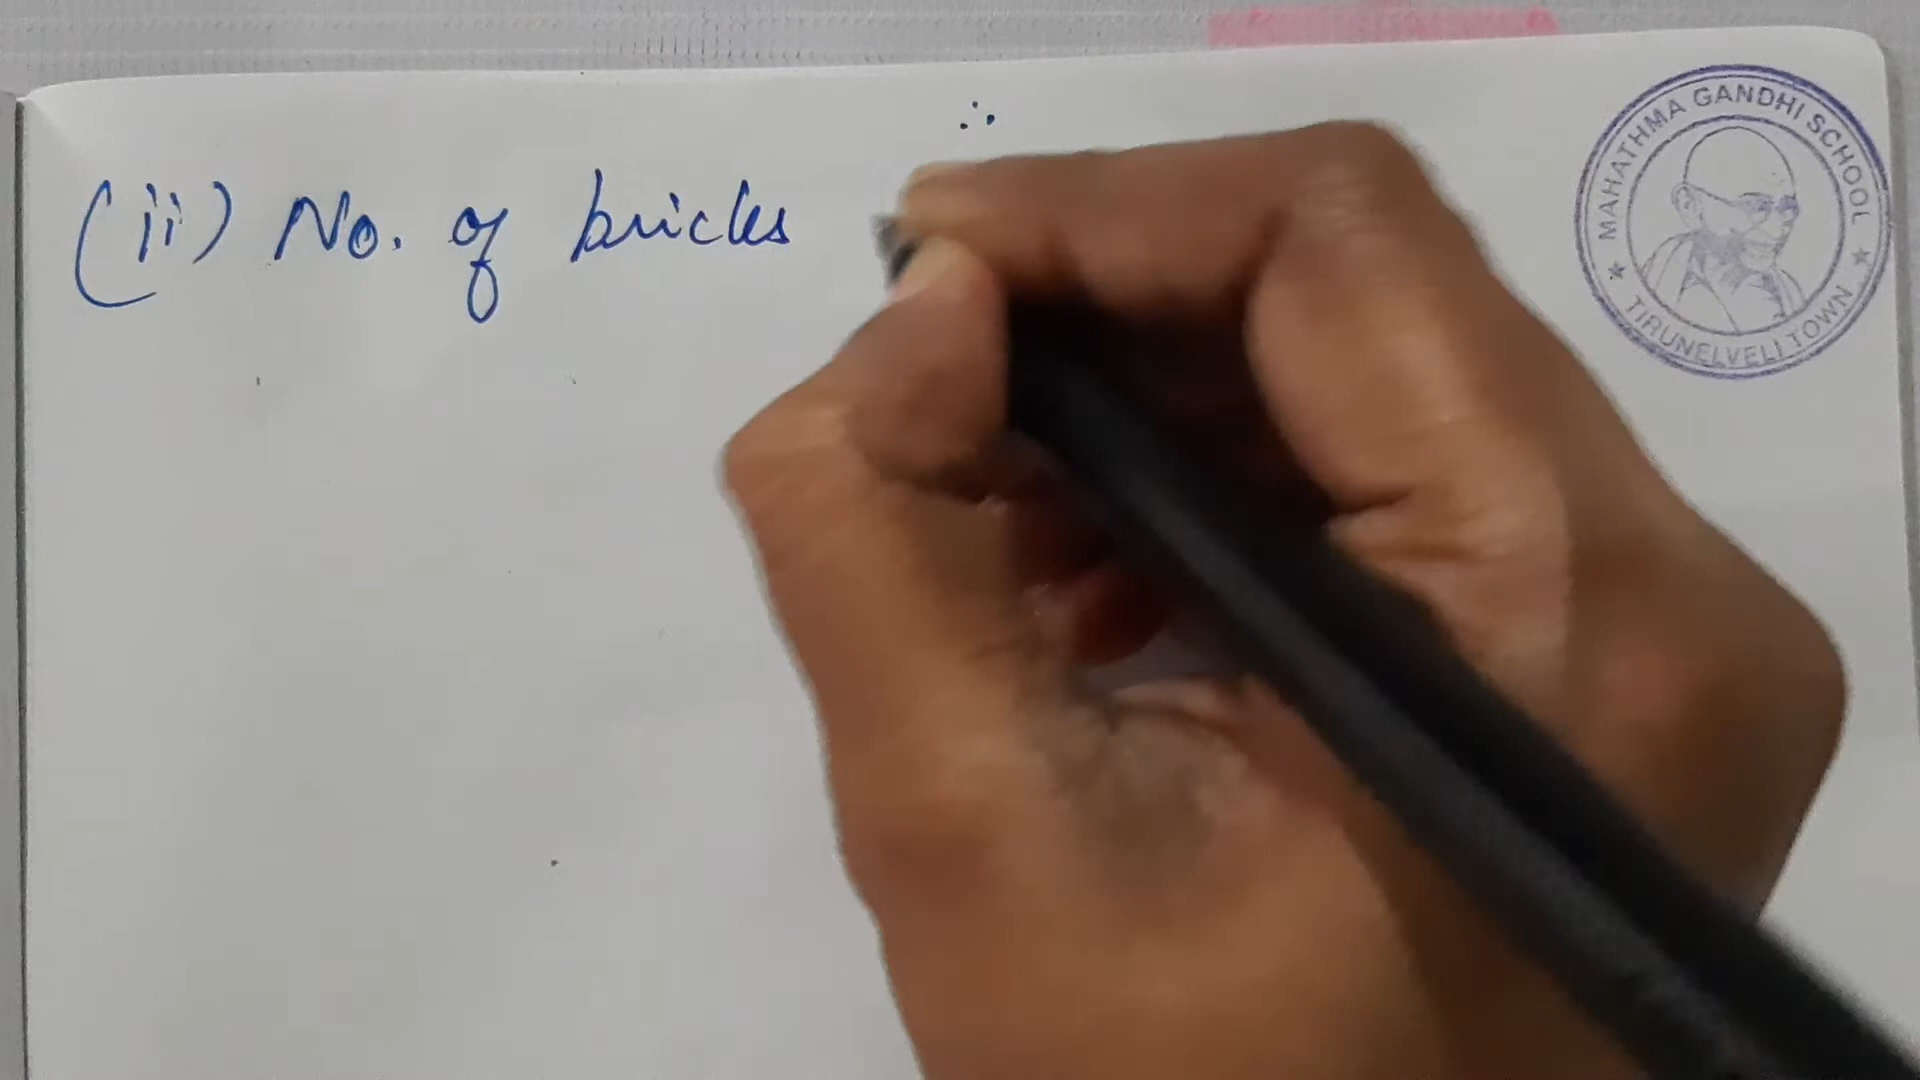 ∴
(ii) No. of bricks
MAHATHMA GANDHI SCHOOL
★ TIRUNELVELI TOWN ★